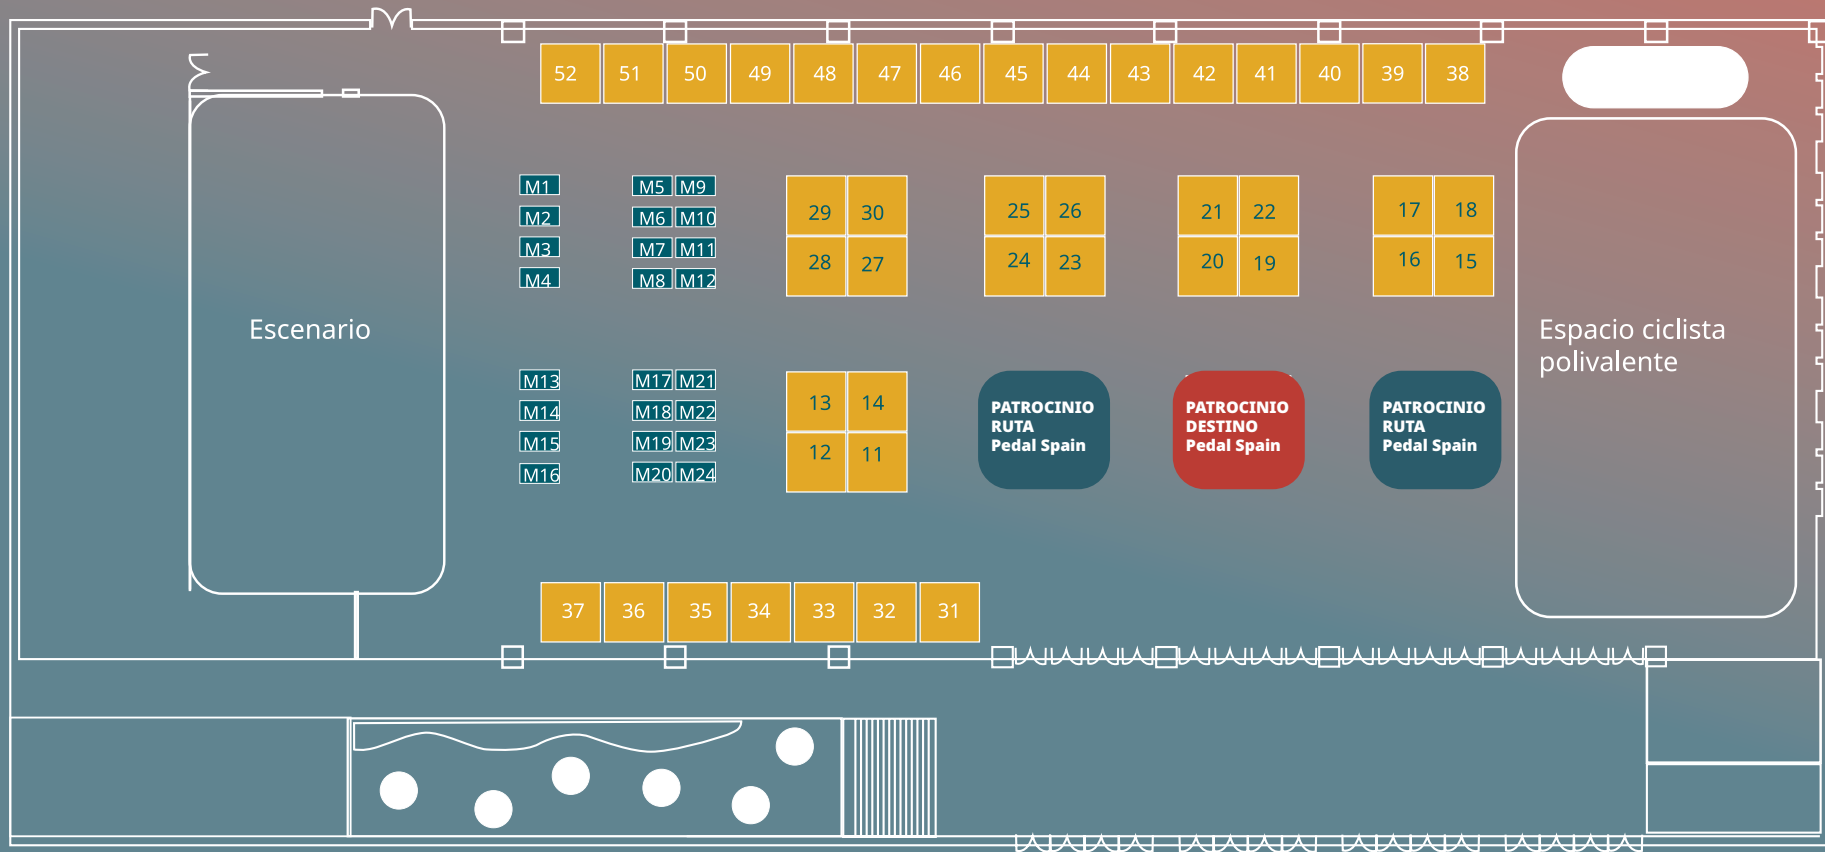 52 51 50 49 48 47 46 45 44 43 42 41 40 39 38
M1 M5 M9
M2 M6 M10
M3 M7 M11
M4 M8 M12
29 30 25 26 21 22 17 18
28 27 24 23 20 19 16 15
Escenario
Espacio ciclista
polivalente
M13 M17 M21
M14 M18 M22
M15 M19 M23
M16 M20 M24
13 14
12 11
PATROCINIO
RUTA
Pedal Spain
PATROCINIO
DESTINO
Pedal Spain
PATROCINIO
RUTA
Pedal Spain
37 36 35 34 33 32 31